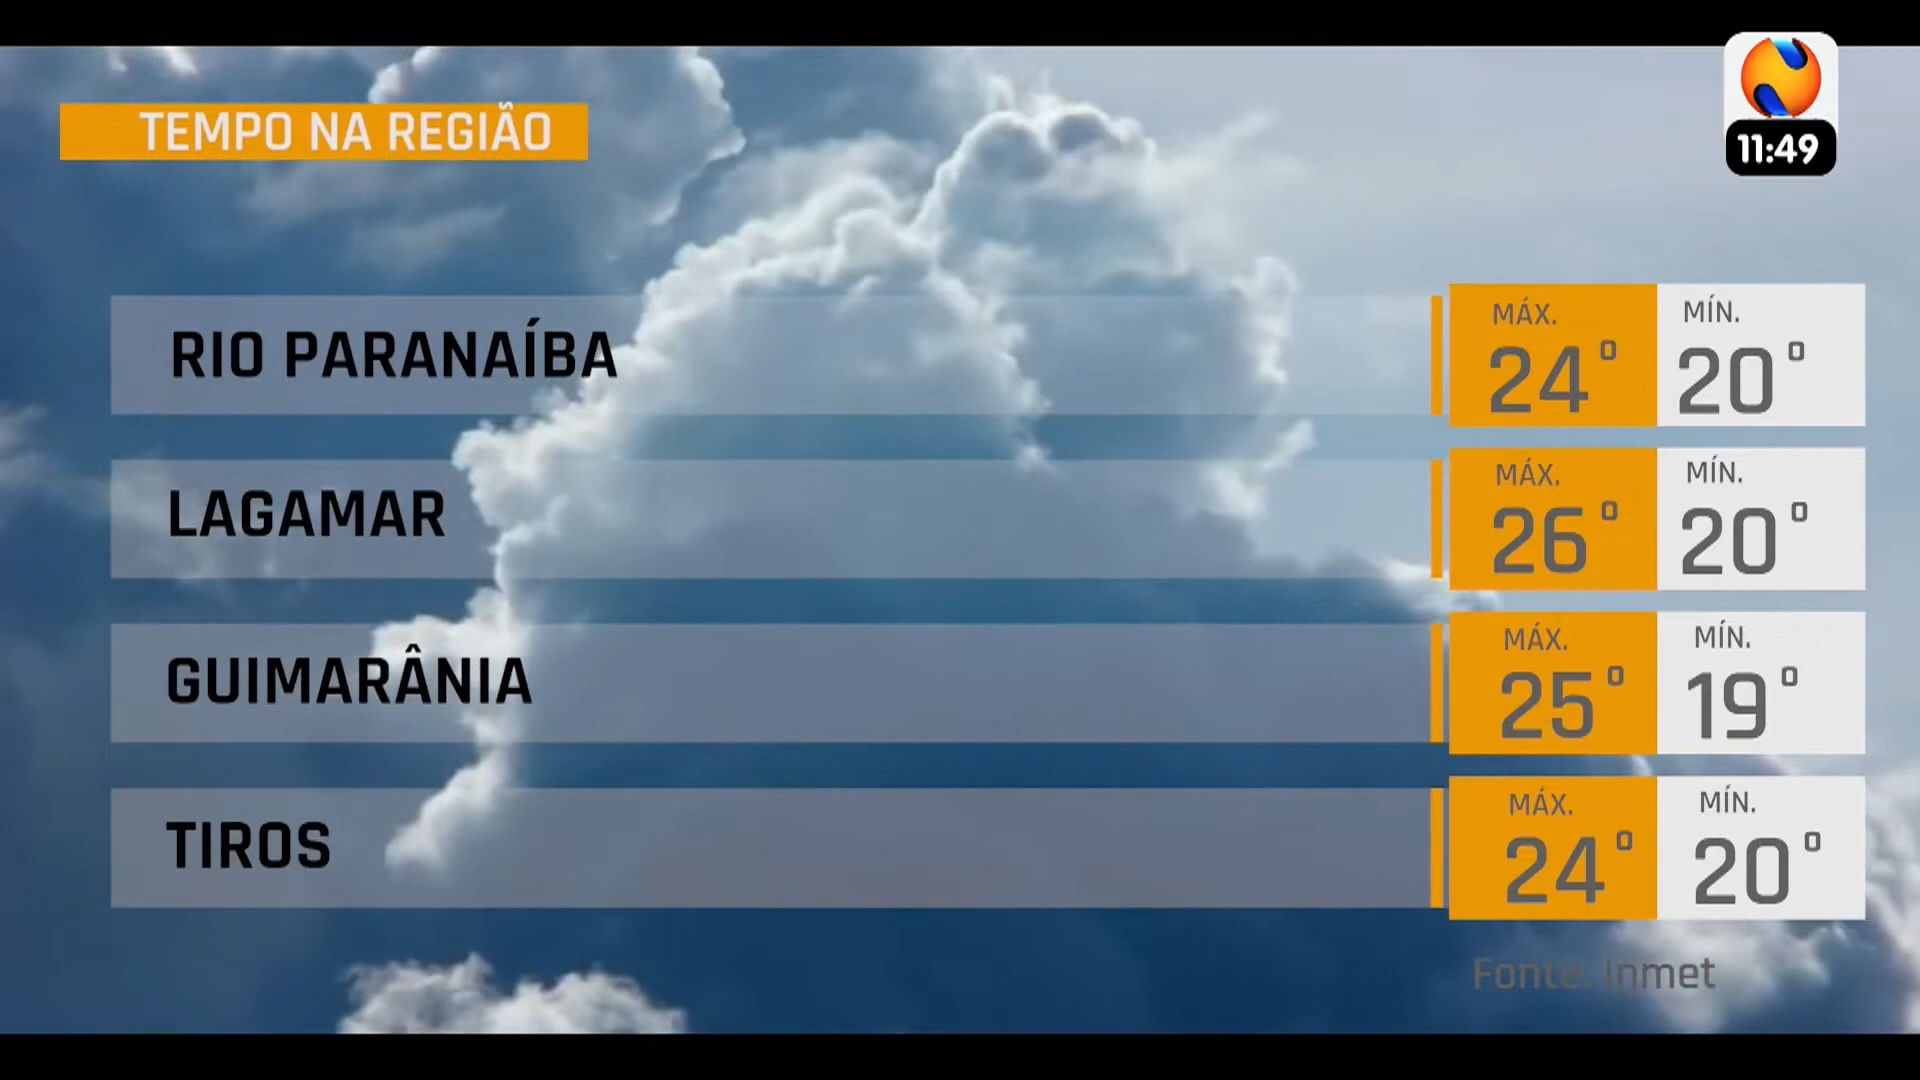 TEMPO NA REGIÃO
11:49
RIO PARANAÍBA
MÁX. MÍN.
24° 20°
LAGAMAR
MÁX. MÍN.
26° 20°
GUIMARÂNIA
MÁX. MÍN.
25° 19°
TIROS
MÁX. MÍN.
24° 20°
Fonte: Inmet